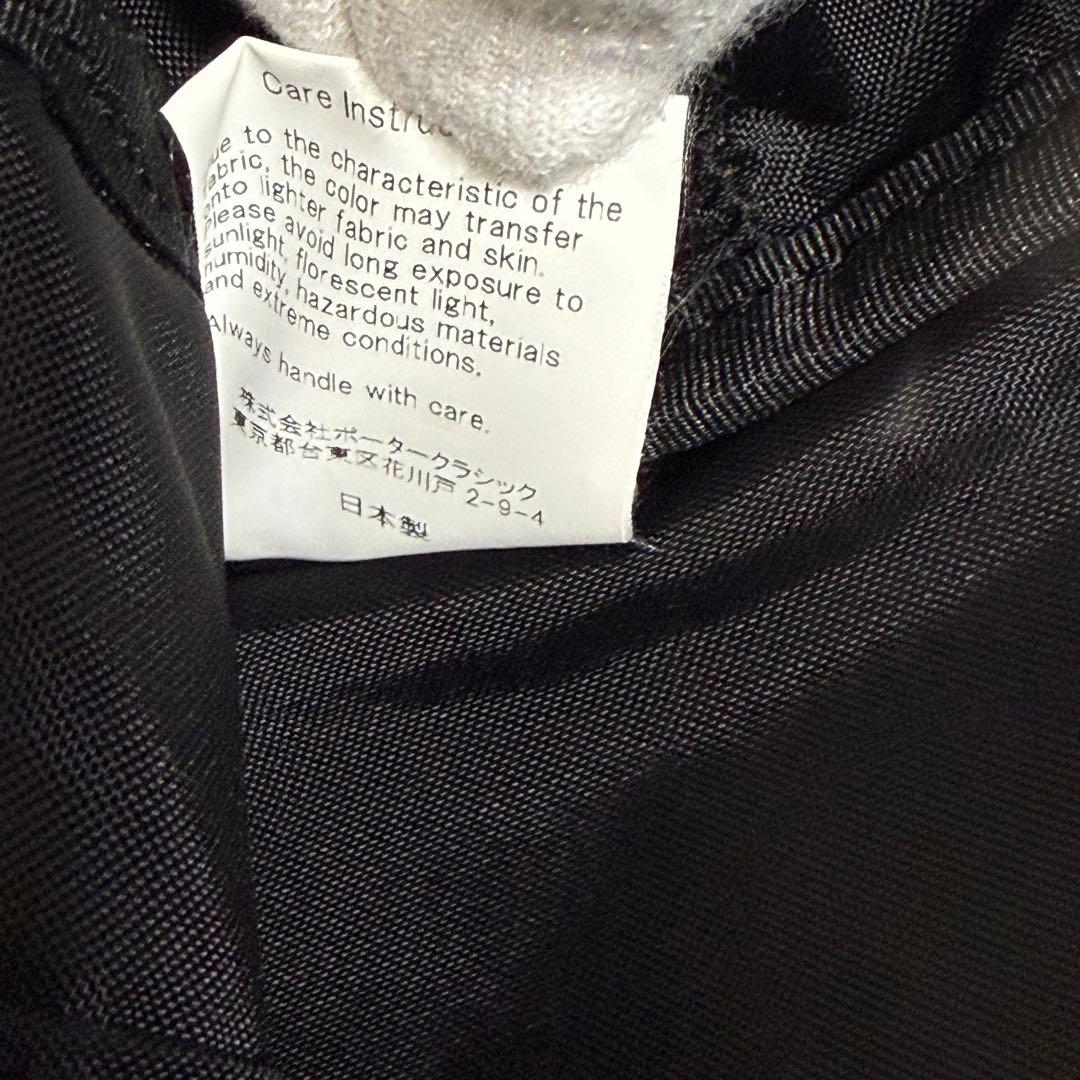 Care Instruc
ue to the characteristic of the
fabric, the color may transfer
onto lighter fabric and skin.
Please avoid long exposure to
sunlight, florescent light,
humidity, hazardous materials
and extreme conditions.
Always handle with care.
株式会社ポータークラシック
東京都台東区花川戸 2-9-4
日本製